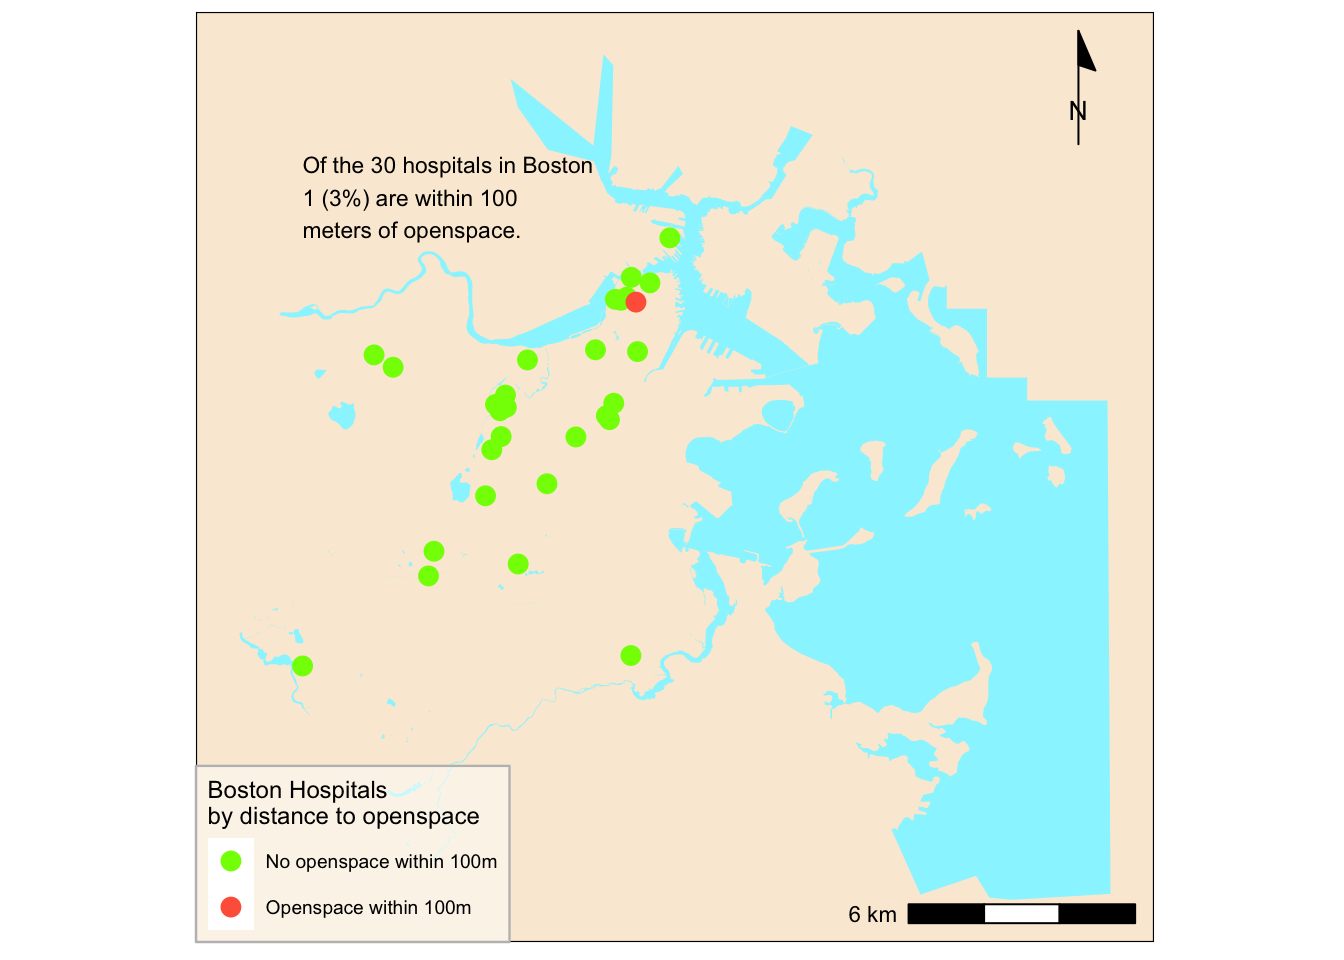 N
Of the 30 hospitals in Boston
1 (3%) are within 100
meters of openspace.
Boston Hospitals
by distance to openspace
No openspace within 100m
Openspace within 100m
6 km